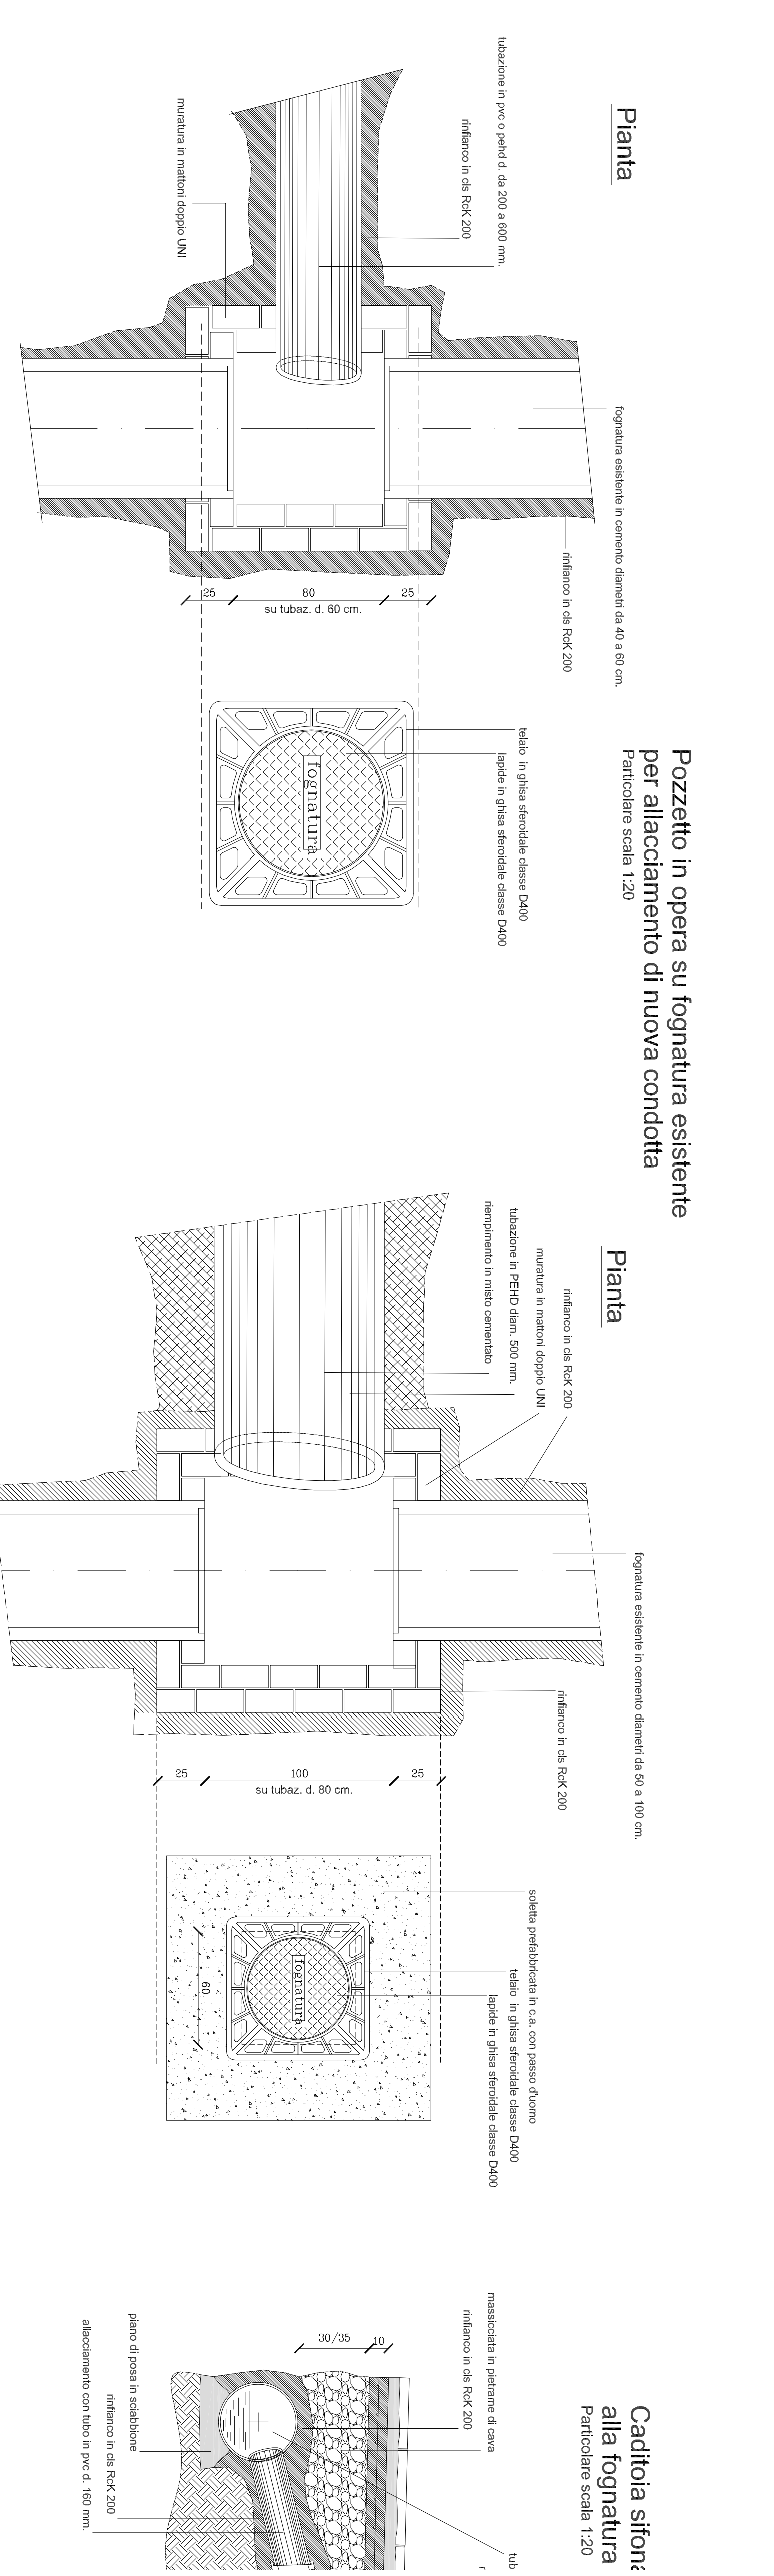 Pozzetto in opera su fognatura esistente
per allacciamento di nuova condotta
Particolare scala 1:20
Pianta
tubazione in pvc o pehd d. da 200 a 600 mm.
rinfianco in cls RcK 200
muratura in mattoni doppio UNI
fognatura esistente in cemento diametri da 40 a 60 cm.
rinfianco in cls RcK 200
25
80
25
su tubaz. d. 60 cm.
telaio in ghisa sferoidale classe D400
lapide in ghisa sferoidale classe D400
fognatura
Pianta
rinfianco in cls RcK 200
muratura in mattoni doppio UNI
tubazione in PEHD diam. 500 mm.
riempimento in misto cementato
fognatura esistente in cemento diametri da 50 a 100 cm.
rinfianco in cls RcK 200
25
100
25
su tubaz. d. 80 cm.
soletta prefabbricata in c.a. con passo d'uomo
telaio in ghisa sferoidale classe D400
lapide in ghisa sferoidale classe D400
fognatura
60
Caditoia sifona
alla fognatura
Particolare scala 1:20
massicciata in pietrame di cava
rinfianco in cls RcK 200
tub.
30/35
10
piano di posa in sciabbione
rinfianco in cls RcK 200
allacciamento con tubo in pvc d. 160 mm.